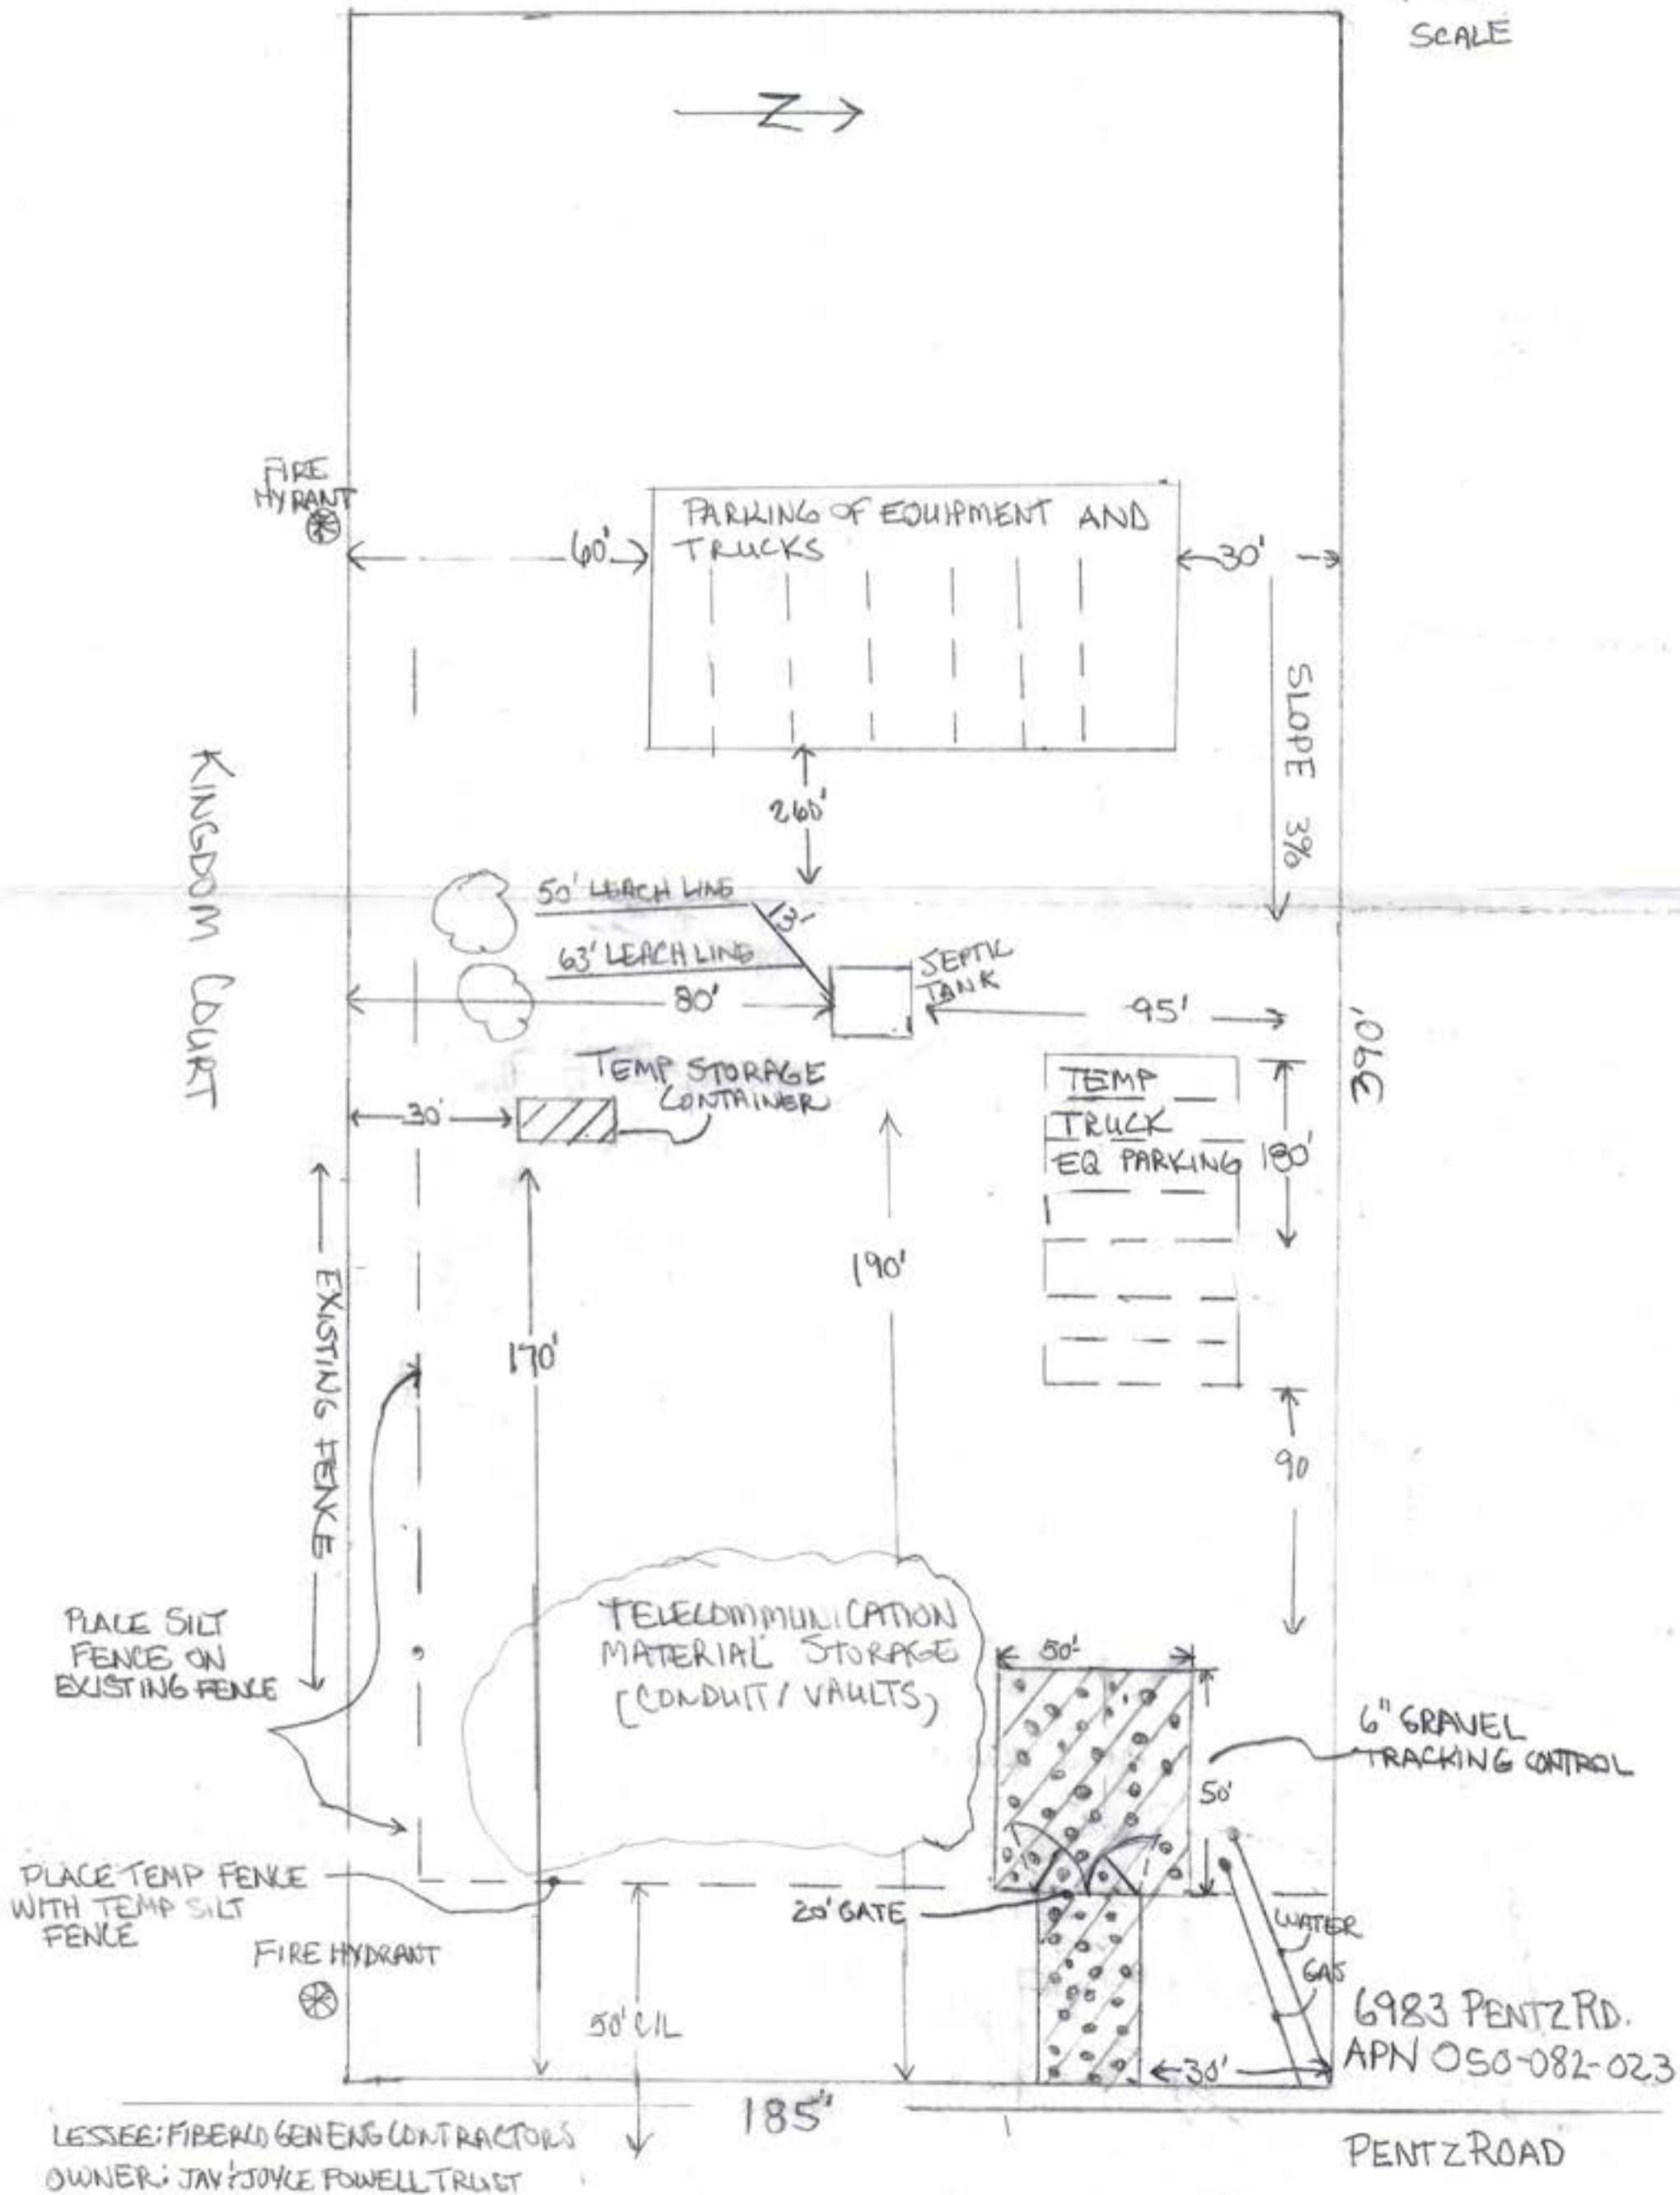 SCALE
Z
FIRE
HYRANT
PARKING OF EQUIPMENT AND
TRUCKS
60'
30'
SLOPE 3%
260'
KINGDOM COURT
50' LEACH LINE
13'
63' LEACH LINE
SEPTIC
TANK
80'
95'
390'
TEMP STORAGE
CONTAINER
30'
TEMP
TRUCK
EQ PARKING
180'
190'
170'
EXISTING FENCE
90
PLACE SILT
FENCE ON
EXISTING FENCE
TELECOMMUNICATION
MATERIAL STORAGE
(CONDUIT/VAULTS)
50'
50'
6" GRAVEL
TRACKING CONTROL
PLACE TEMP FENCE
WITH TEMP SILT
FENCE
20' GATE
WATER
GAS
FIRE HYDRANT
50' C/L
30'
6983 PENTZ RD.
APN 050-082-023
185'
PENTZ ROAD
LESSEE: GEN ENG CONTRACTORS
OWNER: JAY & JOYCE POWELL TRUST